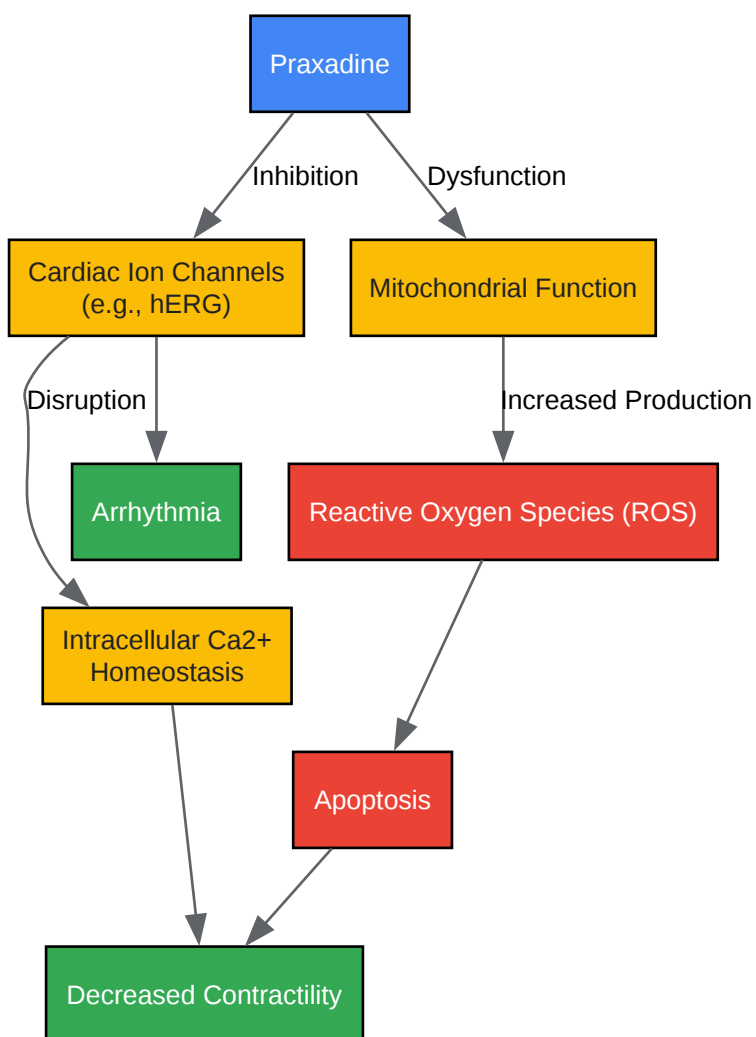 Praxadine
Inhibition
Dysfunction
Cardiac Ion Channels
(e.g., hERG)
Mitochondrial Function
Disruption
Increased Production
Arrhythmia
Reactive Oxygen Species (ROS)
Intracellular Ca2+
Homeostasis
Apoptosis
Decreased Contractility